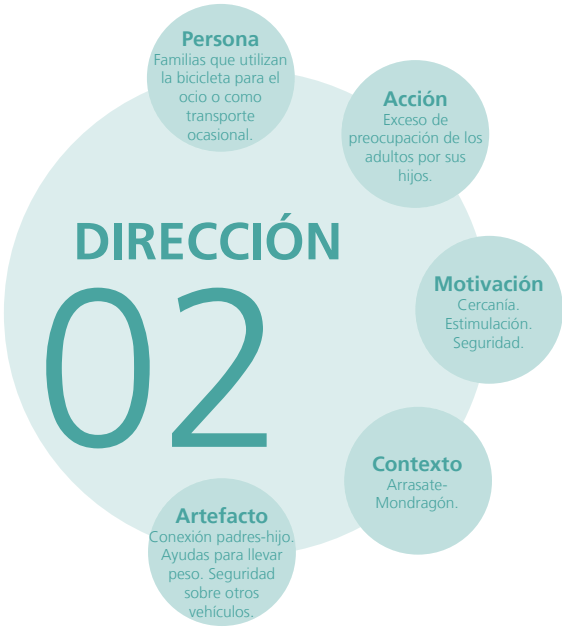 Persona
Familias que utilizan
la bicicleta para el
ocio o como
transporte
ocasional.
Acción
Exceso de
preocupación de los
adultos por sus
hijos.
DIRECCIÓN
02
Motivación
Cercanía.
Estimulación.
Seguridad.
Contexto
Arrasate-
Mondragón.
Artefacto
Conexión padres-hijo.
Ayudas para llevar
peso. Seguridad
sobre otros
vehículos.